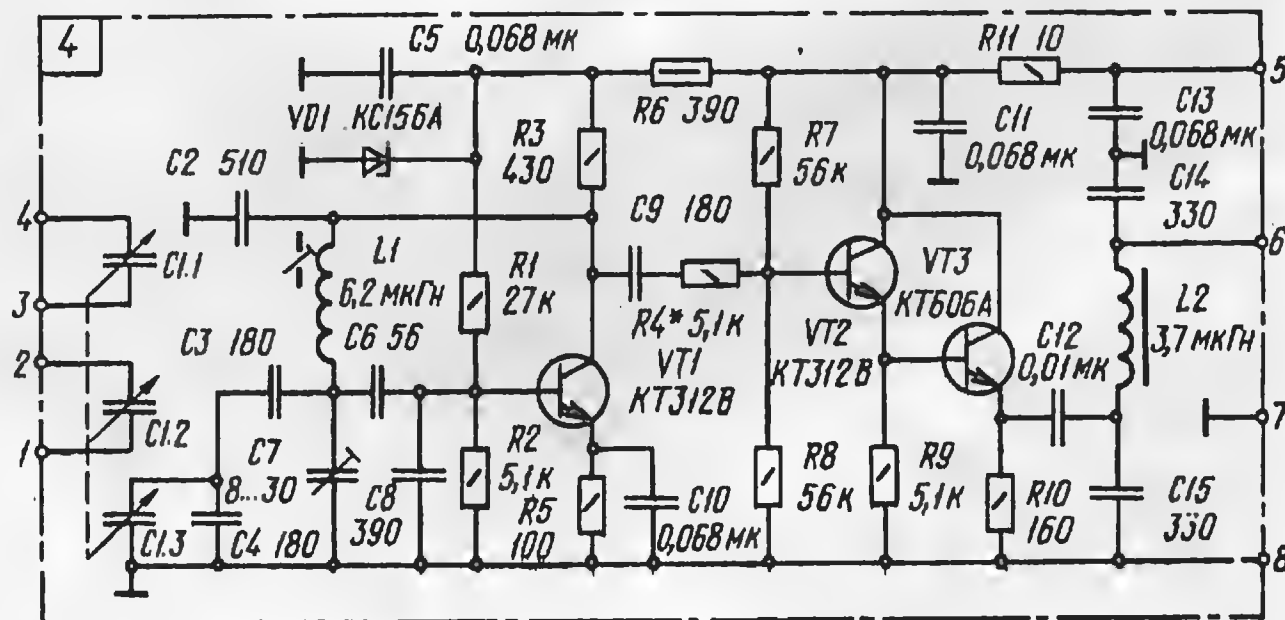 4
C5 0,068 мк
R11 10
5
VD1 КС156А
R3
430
R6 390
R7
56к
C11
0,068 мк
C13
0,068 мк
C2 510
C14
330
4
C1.1
L1
6,2 мкГн
R1
27к
C9 180
R4* 5,1к
VT3
КТ606А
6
3
C3 180
C6 56
VT1
КТ312В
VT2
КТ312В
C12
0,01 мк
L2
3,7 мкГн
2
C1.2
7
1
C7
8...30
C8
390
R2
5,1к
R5
100
C10
0,068 мк
R8
56к
R9
5,1к
R10
160
C15
330
C1.3
C4 180
8